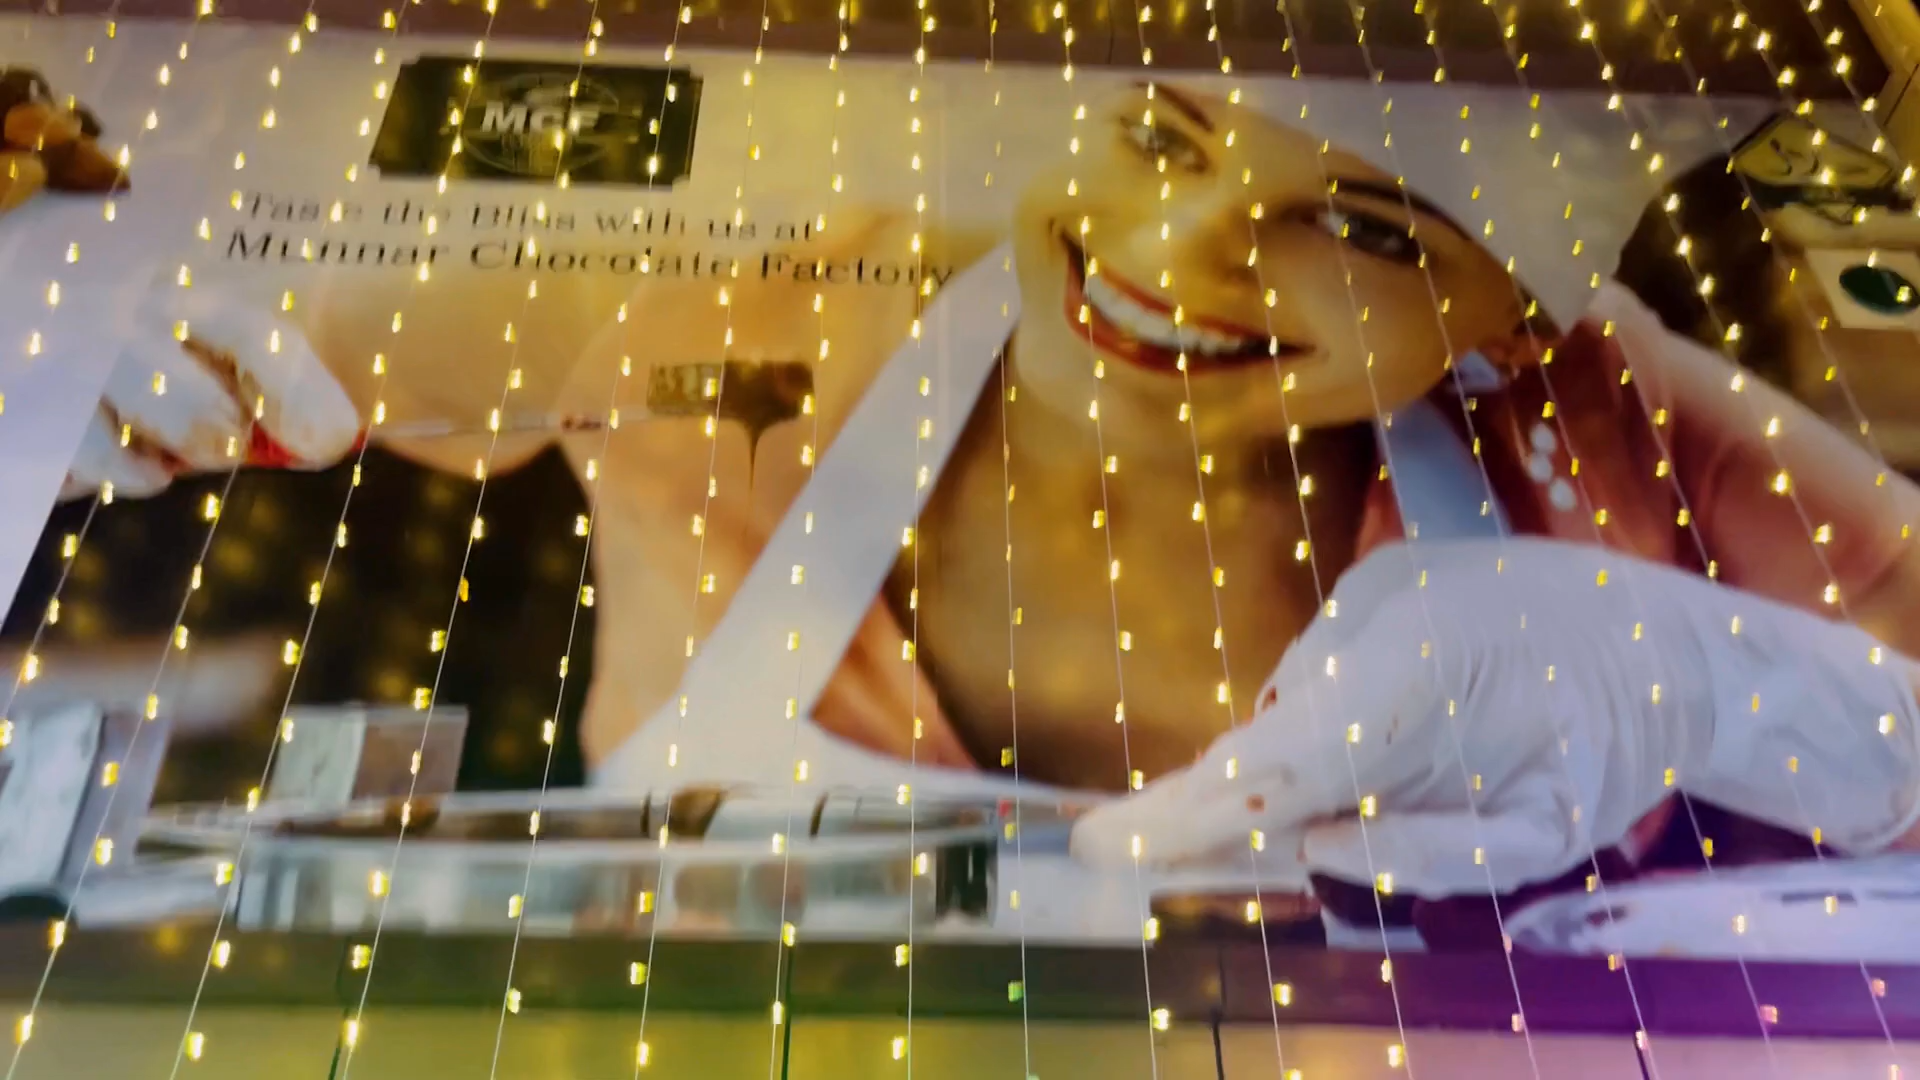 MCF
Taste the Bliss with us at
Munnar Chocolate Factory